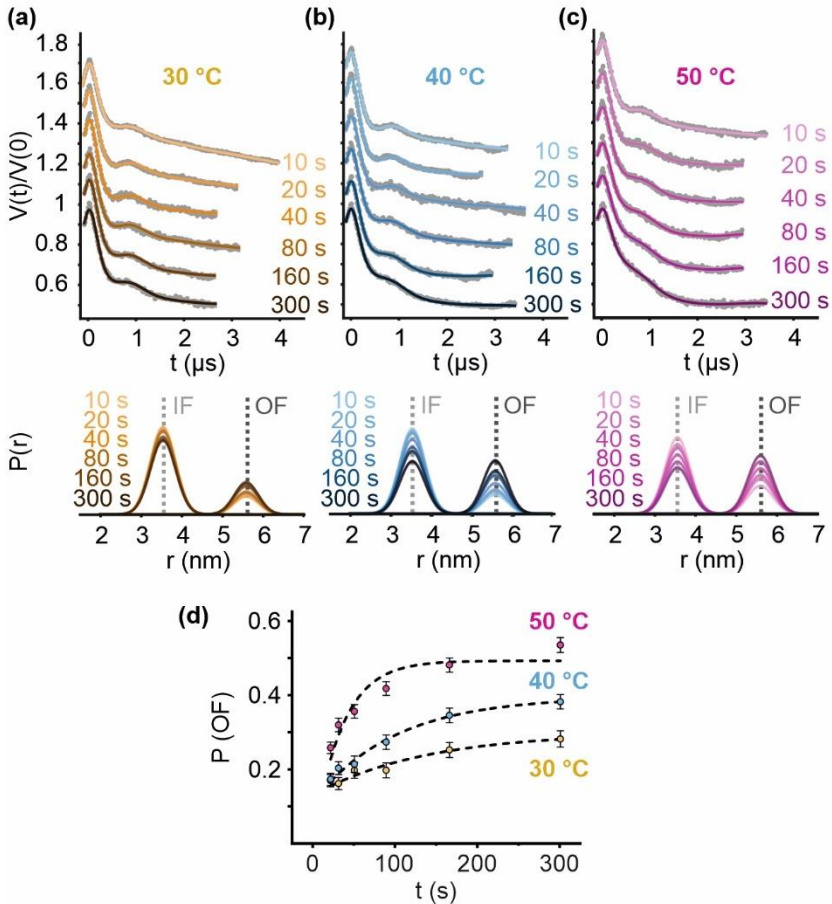 (a)
(b)
(c)
1.8
1.6
1.4
1.2
1
0.8
0.6
V(t)/V(0)
30 °C
40 °C
50 °C
10 s
20 s
40 s
80 s
160 s
300 s
10 s
20 s
40 s
80 s
160 s
300 s
10 s
20 s
40 s
80 s
160 s
300 s
0 1 2 3 4
0 1 2 3 4
0 1 2 3 4
t (µs)
t (µs)
t (µs)
P(r)
10 s
20 s
40 s
80 s
160 s
300 s
IF
OF
10 s
20 s
40 s
80 s
160 s
300 s
IF
OF
10 s
20 s
40 s
80 s
160 s
300 s
IF
OF
2 3 4 5 6 7
2 3 4 5 6 7
2 3 4 5 6 7
r (nm)
r (nm)
r (nm)
(d)
0.6
0.4
0.2
P (OF)
50 °C
40 °C
30 °C
0 100 200 300
t (s)